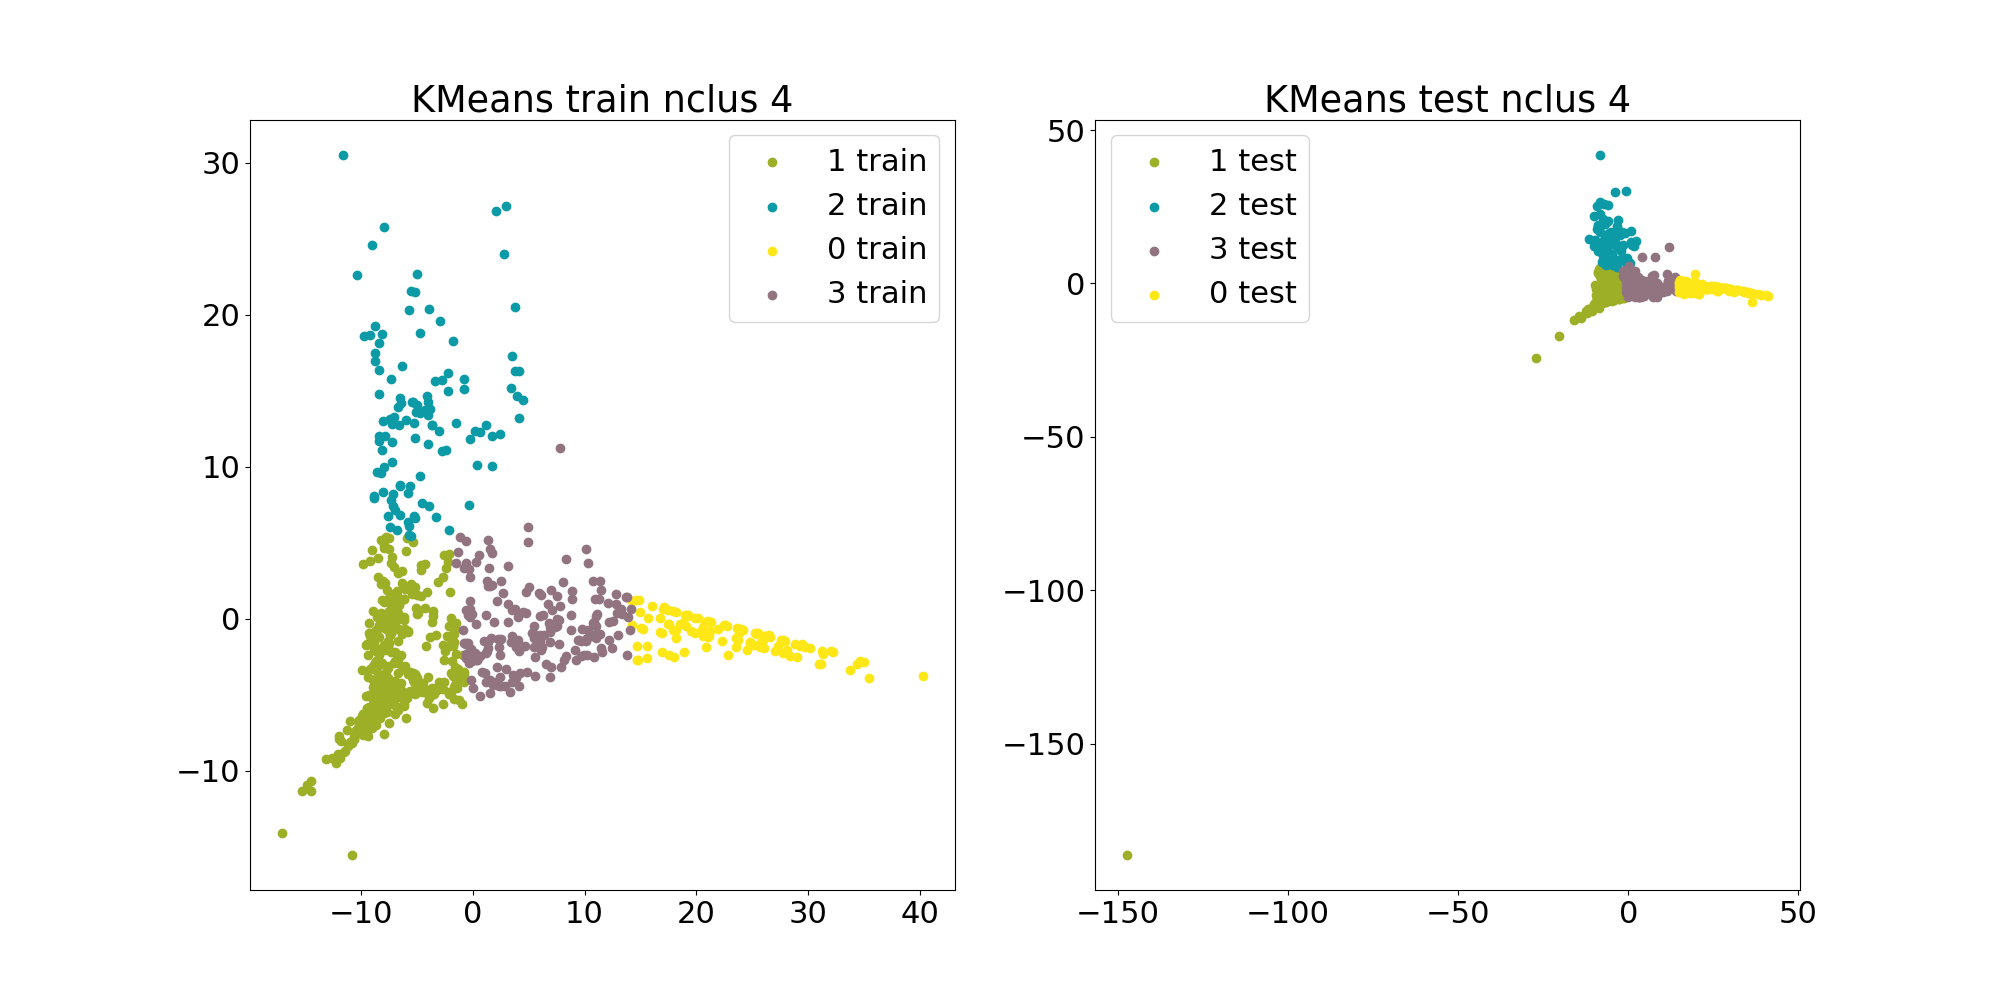 KMeans train nclus 4
30
20
10
0
−10
−10 0 10 20 30 40
1 train
2 train
0 train
3 train
KMeans test nclus 4
50
0
−50
−100
−150
−150 −100 −50 0 50
1 test
2 test
3 test
0 test